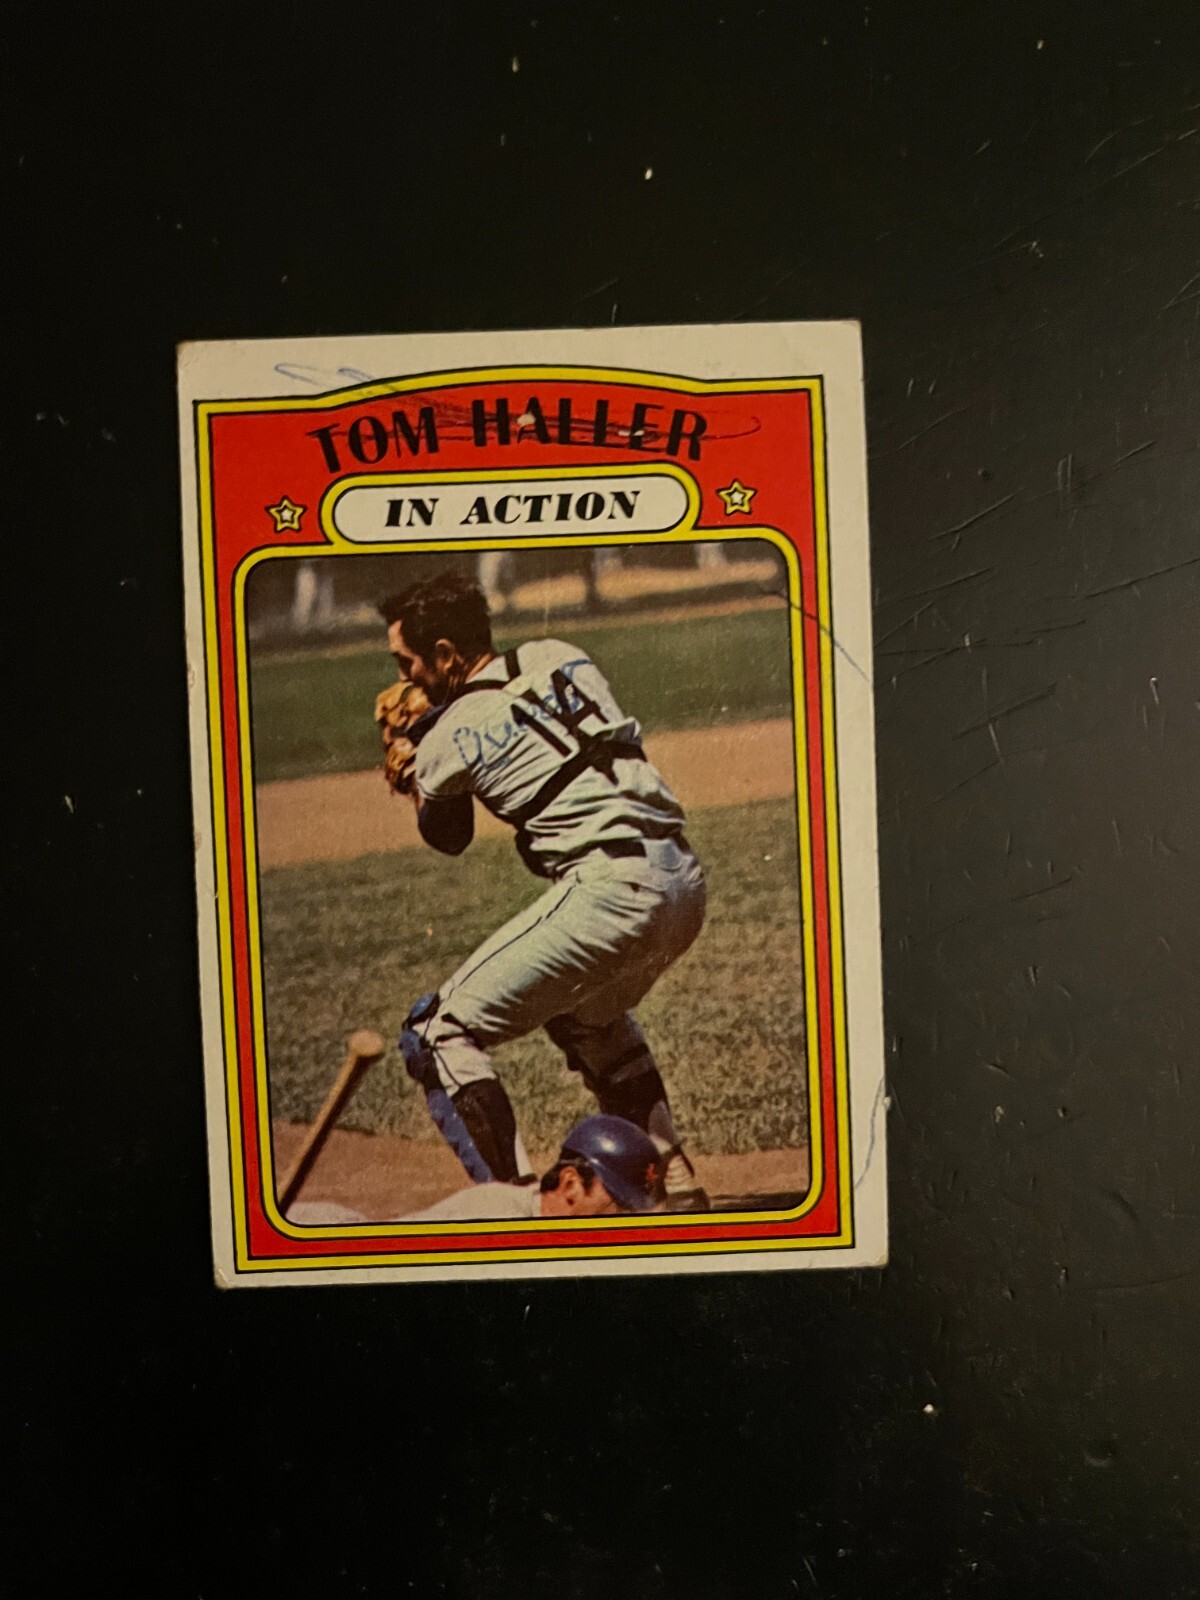 TOM HALLER
IN ACTION
14